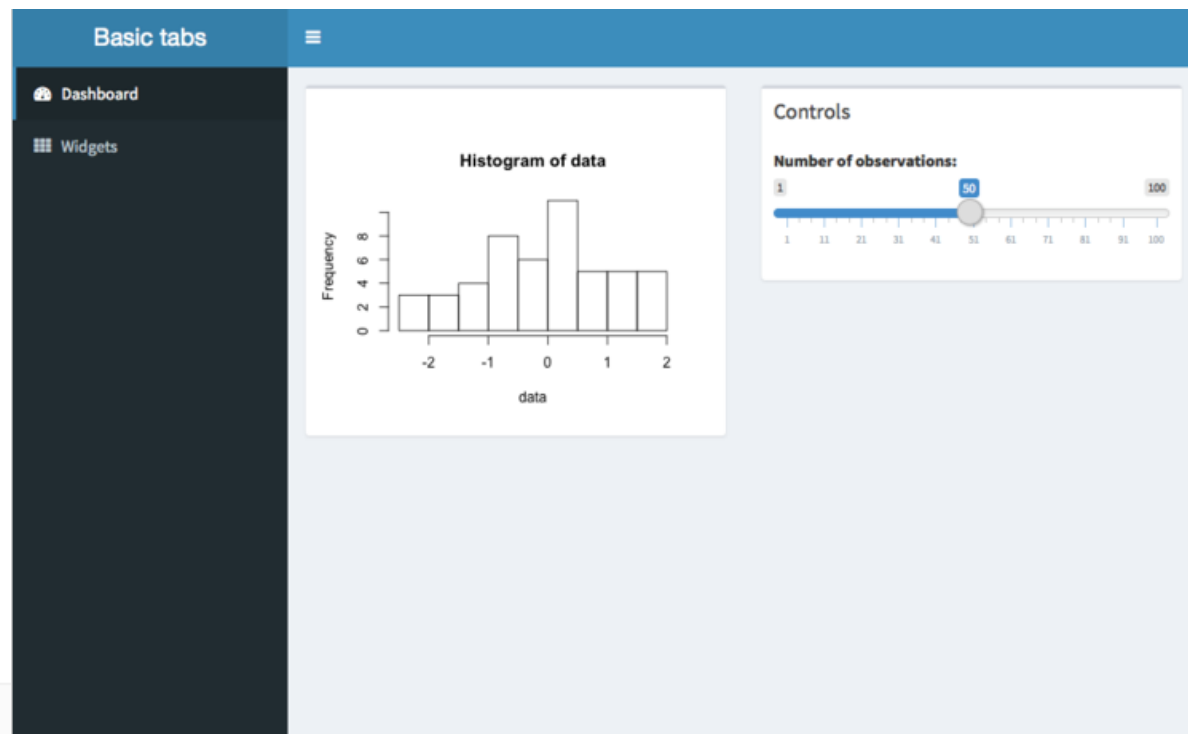 Basic tabs
Dashboard
Widgets
Histogram of data
Frequency
0 2 4 6 8
-2 -1 0 1 2
data
Controls
Number of observations:
1 50 100
1 11 21 31 41 51 61 71 81 91 100